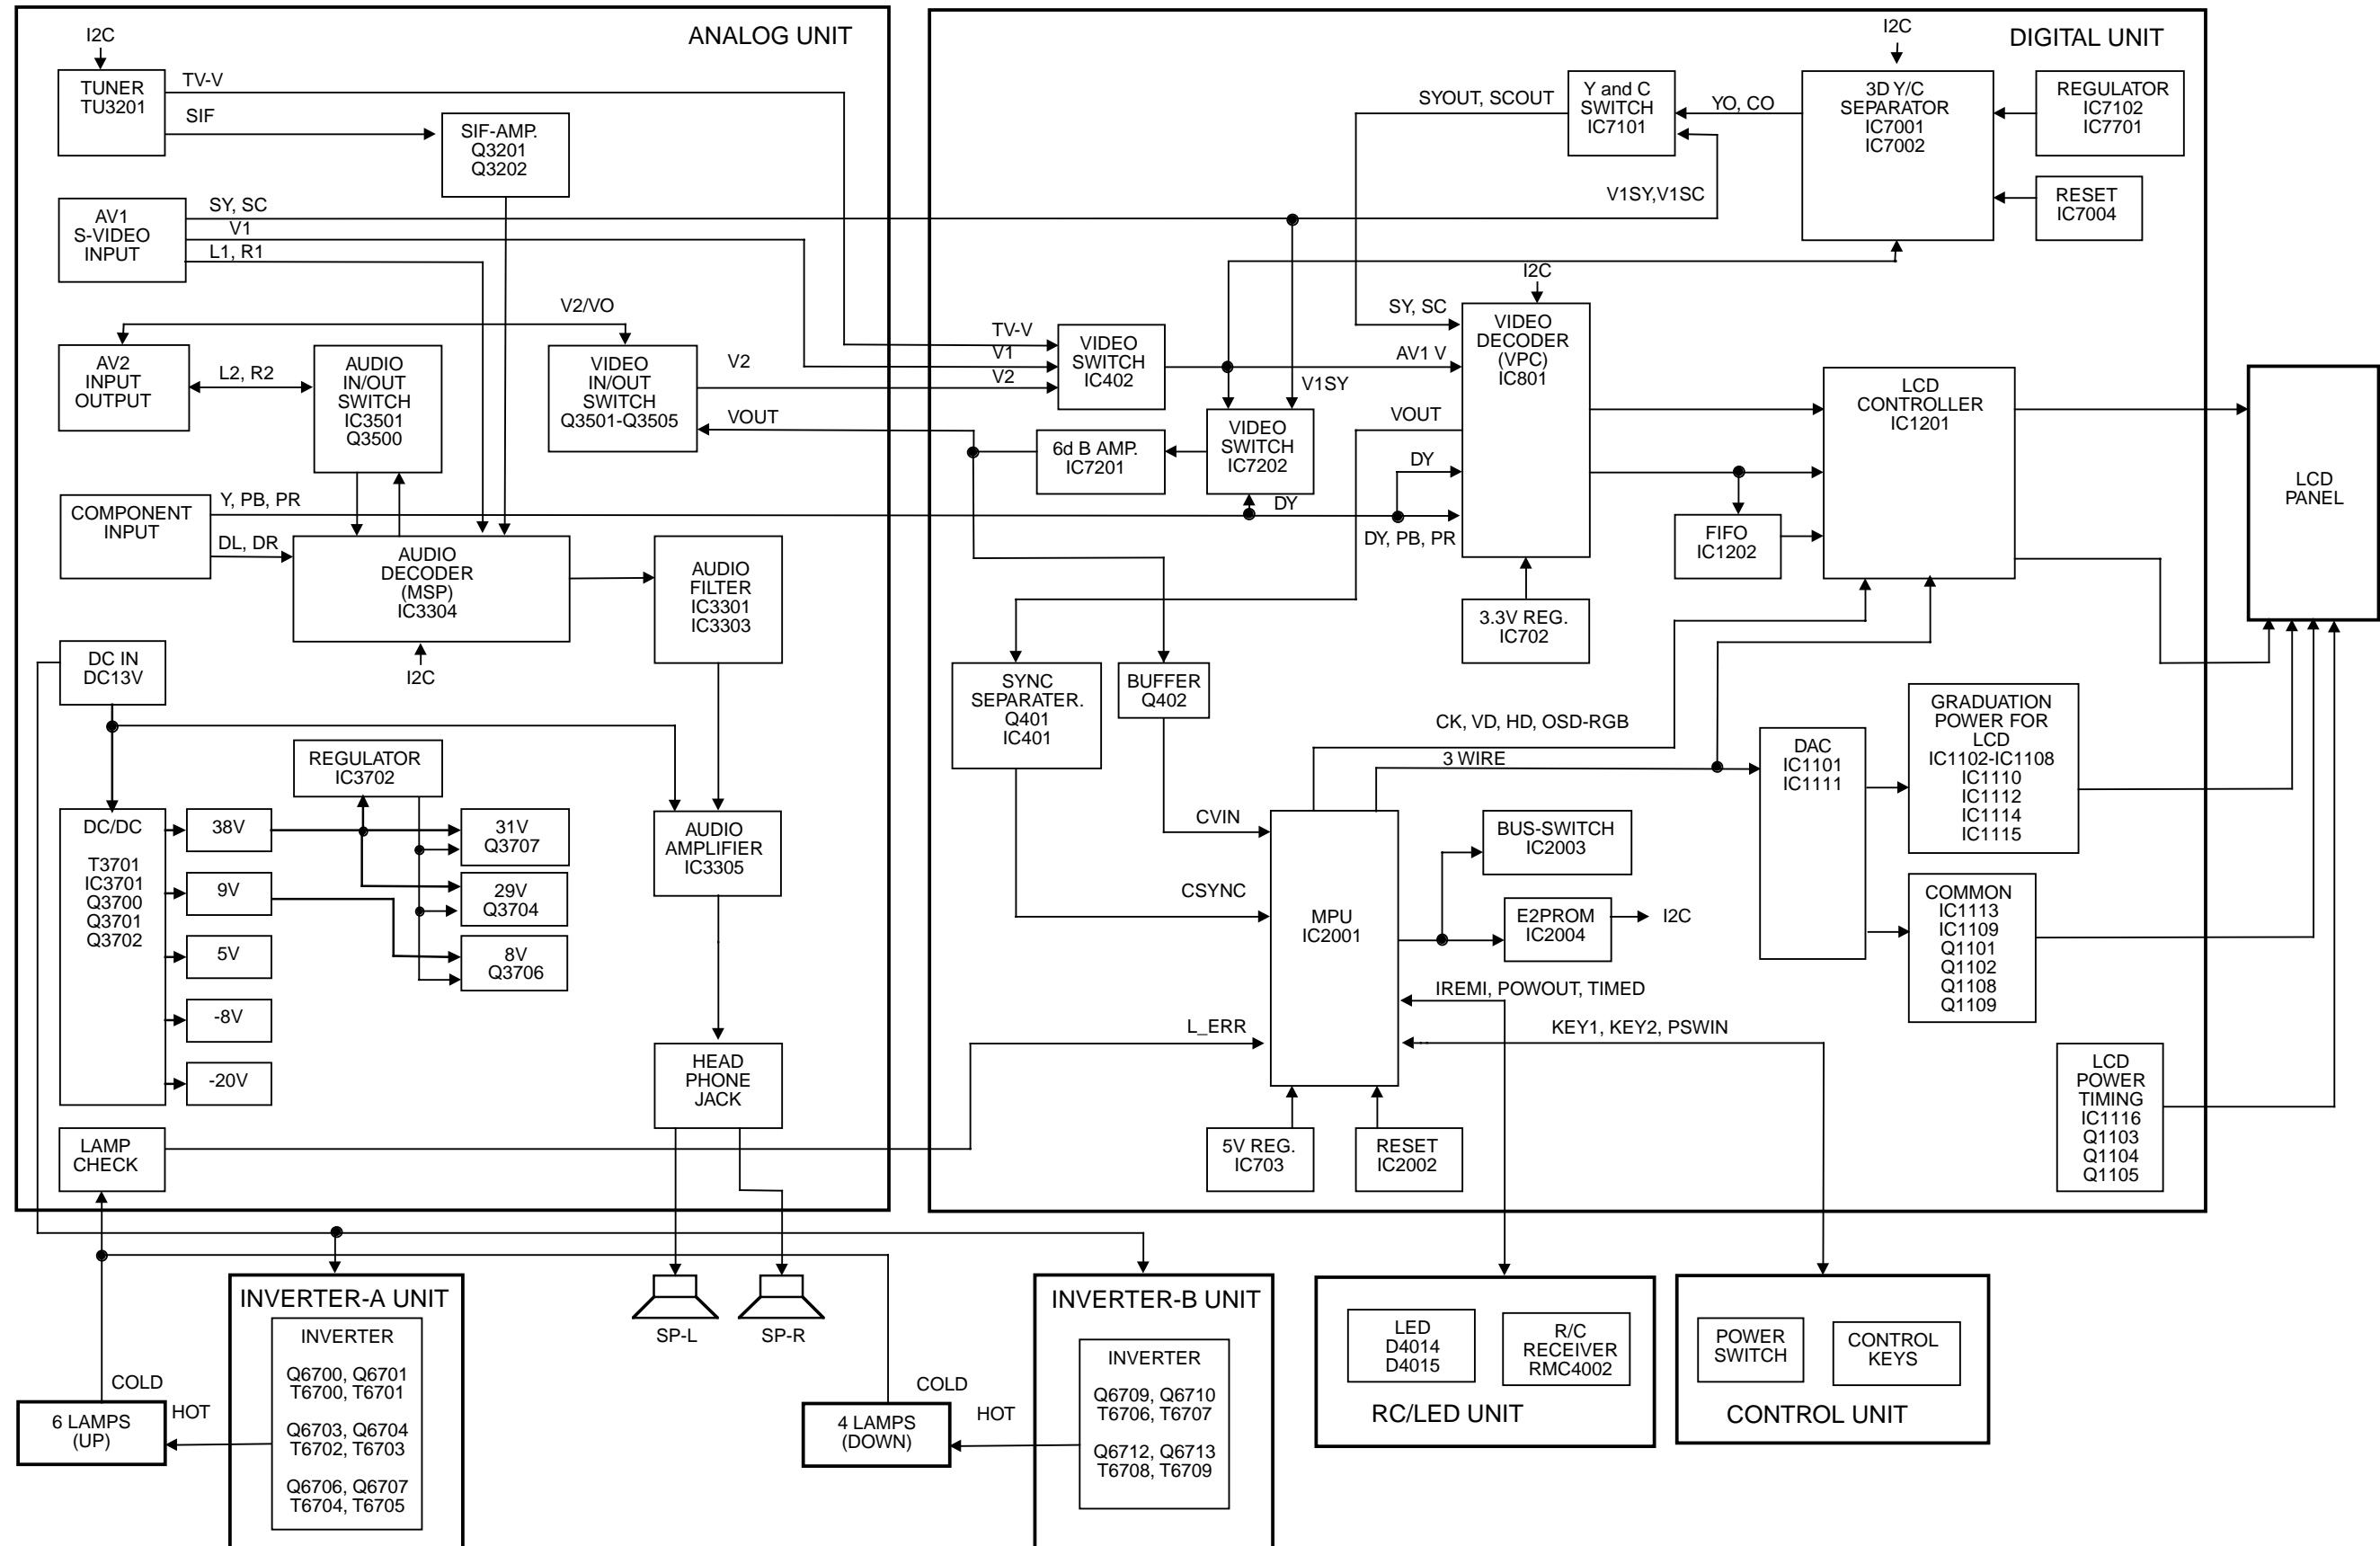 ANALOG UNIT
I2C
TUNER
TU3201
TV-V
SIF
SIF-AMP.
Q3201
Q3202
AV1
S-VIDEO
INPUT
SY, SC
V1
L1, R1
V2/VO
AV2
INPUT
OUTPUT
L2, R2
AUDIO
IN/OUT
SWITCH
IC3501
Q3500
VIDEO
IN/OUT
SWITCH
Q3501-Q3505
V2
VOUT
COMPONENT
INPUT
Y, PB, PR
DL, DR
AUDIO
DECODER
(MSP)
IC3304
I2C
AUDIO
FILTER
IC3301
IC3303
DC IN
DC13V
REGULATOR
IC3702
DC/DC
T3701
IC3701
Q3700
Q3701
Q3702
38V
9V
5V
-8V
-20V
31V
Q3707
29V
Q3704
8V
Q3706
AUDIO
AMPLIFIER
IC3305
HEAD
PHONE
JACK
LAMP
CHECK
DIGITAL UNIT
I2C
SYOUT, SCOUT
Y and C
SWITCH
IC7101
YO, CO
3D Y/C
SEPARATOR
IC7001
IC7002
REGULATOR
IC7102
IC7701
RESET
IC7004
V1SY,V1SC
I2C
SY, SC
TV-V
V1
V2
VIDEO
SWITCH
IC402
AV1 V
V1SY
VIDEO
DECODER
(VPC)
IC801
VOUT
DY
6d B AMP.
IC7201
VIDEO
SWITCH
IC7202
DY
DY, PB, PR
LCD
CONTROLLER
IC1201
FIFO
IC1202
LCD
PANEL
3.3V REG.
IC702
SYNC
SEPARATER.
Q401
IC401
BUFFER
Q402
CK, VD, HD, OSD-RGB
3 WIRE
DAC
IC1101
IC1111
GRADUATION
POWER FOR
LCD
IC1102-IC1108
IC1110
IC1112
IC1114
IC1115
CVIN
CSYNC
MPU
IC2001
BUS-SWITCH
IC2003
E2PROM
IC2004
I2C
COMMON
IC1113
IC1109
Q1101
Q1102
Q1108
Q1109
IREMI, POWOUT, TIMED
L_ERR
KEY1, KEY2, PSWIN
LCD
POWER
TIMING
IC1116
Q1103
Q1104
Q1105
5V REG.
IC703
RESET
IC2002
INVERTER-A UNIT
INVERTER
Q6700, Q6701
T6700, T6701
Q6703, Q6704
T6702, T6703
Q6706, Q6707
T6704, T6705
COLD
HOT
6 LAMPS
(UP)
SP-L
SP-R
COLD
HOT
4 LAMPS
(DOWN)
INVERTER-B UNIT
INVERTER
Q6709, Q6710
T6706, T6707
Q6712, Q6713
T6708, T6709
LED
D4014
D4015
R/C
RECEIVER
RMC4002
RC/LED UNIT
POWER
SWITCH
CONTROL
KEYS
CONTROL UNIT